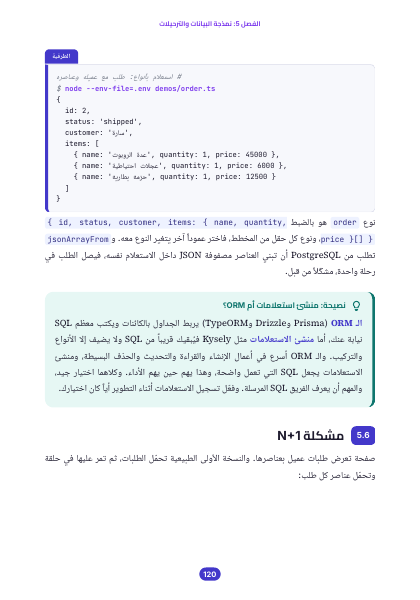 الفصل 5: نمذجة البيانات والترحيلات
الطرفية
# استعلام بأنواع: طلب مع عميله وعناصره
$ node --env-file=.env demos/order.ts
{
id: 2,
status: 'shipped',
customer: 'سارة',
items: [
{ name: 'عدة الروبوت', quantity: 1, price: 45000 },
{ name: 'عجلات احتياطية', quantity: 1, price: 6000 },
{ name: 'حزمة بطارية', quantity: 1, price: 12500 }
]
}
نوع order هو بالضبط { id, status, customer, items: { name, quantity,
price }[] }، ونوع كل حقل من المخطط، فاختر عموداً آخر يتغير النوع معه. و jsonArrayFrom
تطلب من PostgreSQL أن تبني العناصر مصفوفة JSON داخل الاستعلام نفسه، فيصل الطلب في
رحلة واحدة، مشكّلاً من قبل.
نصيحة: منشئ استعلامات أم ORM؟
الـ ORM (Prisma وDrizzle وTypeORM) يربط الجداول بالكائنات ويكتب معظم SQL
نيابة عنك، أما منشئ الاستعلامات مثل Kysely فيُبقيك قريباً من SQL ولا يضيف إلا الأنواع
والتركيب. والـ ORM أسرع في أعمال الإنشاء والقراءة والتحديث والحذف البسيطة، ومنشئ
الاستعلامات يجعل SQL التي تعمل واضحة، وهذا يهم حين يهم الأداء. وكلاهما اختيار جيد،
والمهم أن يعرف الفريق SQL المرسلة. وفعّل تسجيل الاستعلامات أثناء التطوير أياً كان اختيارك.
5.6 مشكلة N+1
صفحة تعرض طلبات عميل بعناصرها. والنسخة الأولى الطبيعية تحمّل الطلبات، ثم تمر عليها في حلقة
وتحمّل عناصر كل طلب:
120